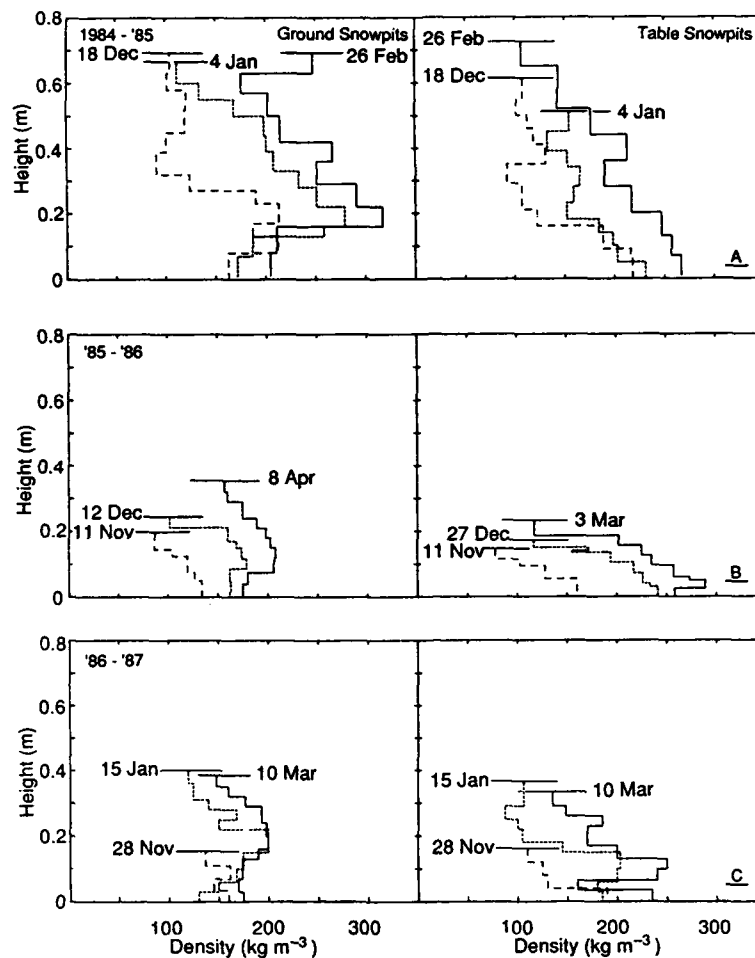 1984 - '85
Ground Snowpits
Table Snowpits
Height (m)
0.8
0.6
0.4
0.2
0
18 Dec
4 Jan
26 Feb
26 Feb
18 Dec
4 Jan
A
'85 - '86
Height (m)
0.8
0.6
0.4
0.2
0
8 Apr
12 Dec
11 Nov
3 Mar
27 Dec
11 Nov
B
'86 - '87
Height (m)
0.8
0.6
0.4
0.2
0
15 Jan
10 Mar
28 Nov
15 Jan
10 Mar
28 Nov
C
100 200 300
100 200 300
Density (kg m⁻³)
Density (kg m⁻³)